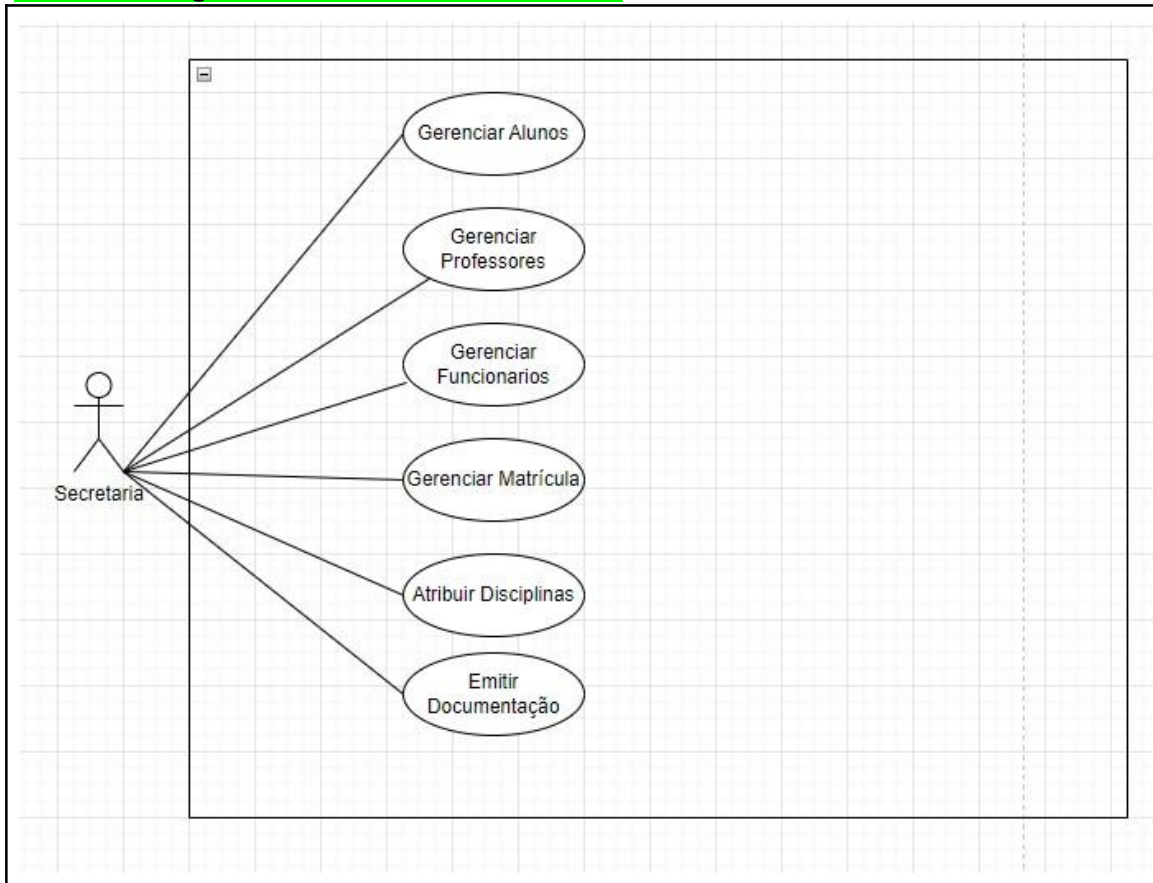 Gerenciar Alunos
Gerenciar
Professores
Gerenciar
Funcionarios
Secretaria
Gerenciar Matrícula
Atribuir Disciplinas
Emitir
Documentação